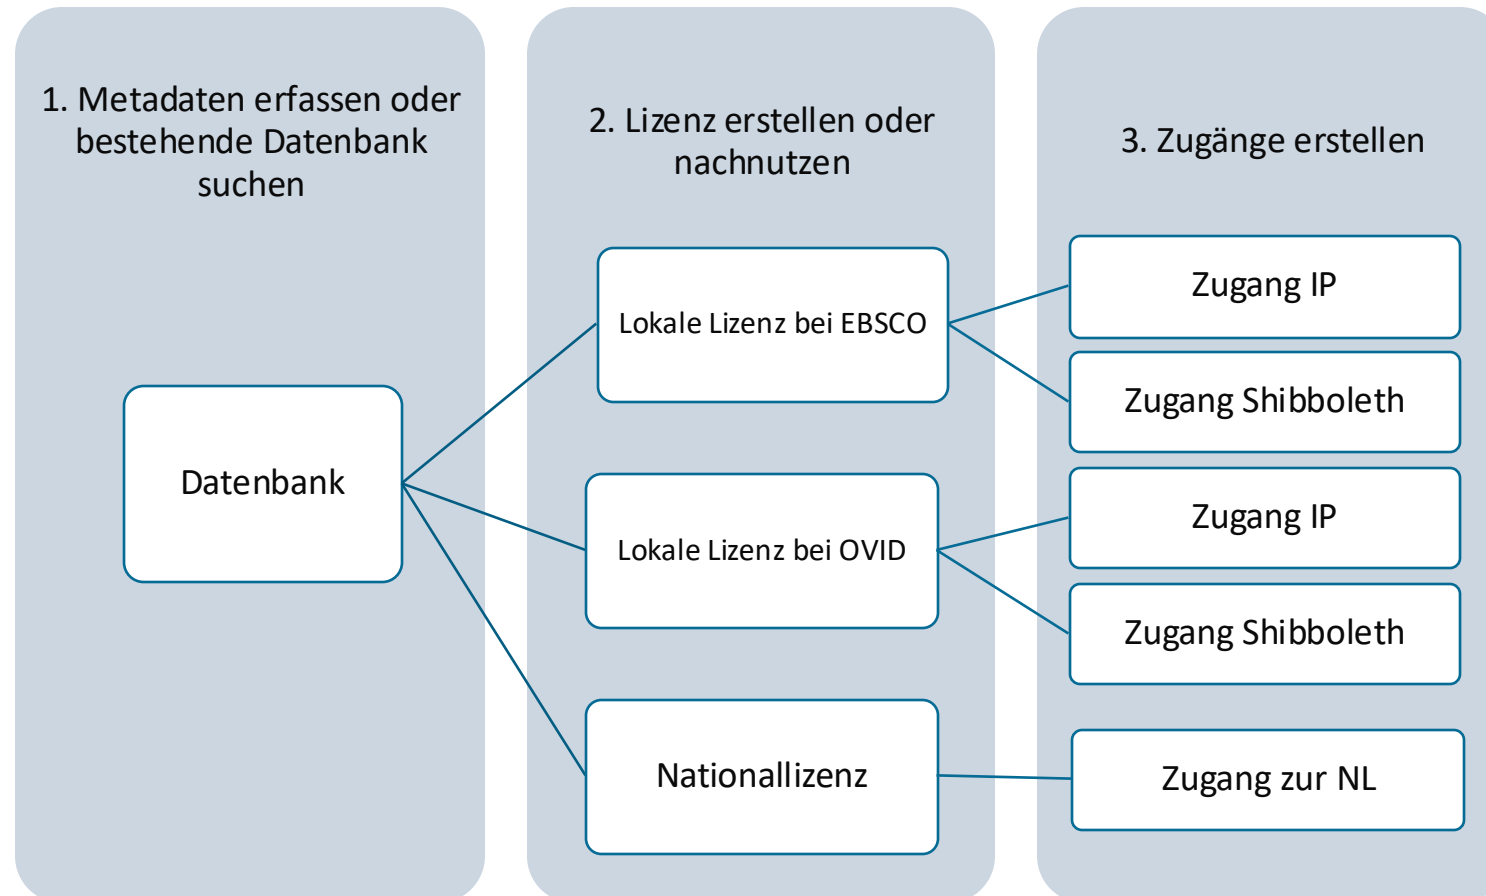 1. Metadaten erfassen oder
bestehende Datenbank
suchen
Datenbank
2. Lizenz erstellen oder
nachnutzen
Lokale Lizenz bei EBSCO
Lokale Lizenz bei OVID
Nationallizenz
3. Zugänge erstellen
Zugang IP
Zugang Shibboleth
Zugang IP
Zugang Shibboleth
Zugang zur NL